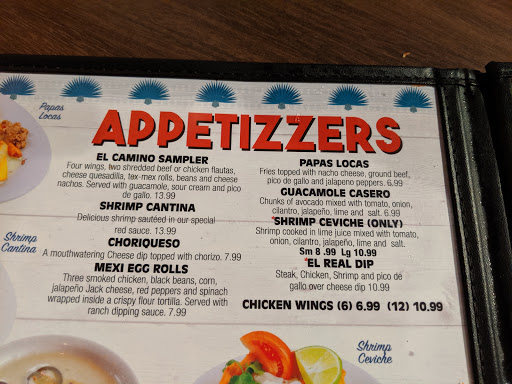 Papas
Locas
APPETIZZERS
EL CAMINO SAMPLER
Four wings, two shredded beef or chicken flautas,
cheese quesadilla, tex-mex rolls, beans and cheese
nachos. Served with guacamole, sour cream and pico
de gallo. 13.99
SHRIMP CANTINA
Delicious shrimp sautéed in our special
red sauce. 13.99
Shrimp
Cantina
CHORIQUESO
A mouthwatering Cheese dip topped with chorizo. 7.99
MEXI EGG ROLLS
Three smoked chicken, black beans, corn,
jalapeño Jack cheese, red peppers and spinach
wrapped inside a crispy flour tortilla. Served with
ranch dipping sauce. 7.99
PAPAS LOCAS
Fries topped with nacho cheese, ground beef,
pico de gallo and jalapeno peppers. 6.99
GUACAMOLE CASERO
Chunks of avocado mixed with tomato, onion,
cilantro, jalapeño, lime and salt. 6.99
*SHRIMP CEVICHE (ONLY)
Shrimp cooked in lime juice mixed with tomato,
onion, cilantro, jalapeño, lime and salt.
Sm 8 .99 Lg 10.99
*EL REAL DIP
Steak, Chicken, Shrimp and pico de
gallo over cheese dip 10.99
CHICKEN WINGS (6) 6.99 (12) 10.99
Shrimp
Ceviche